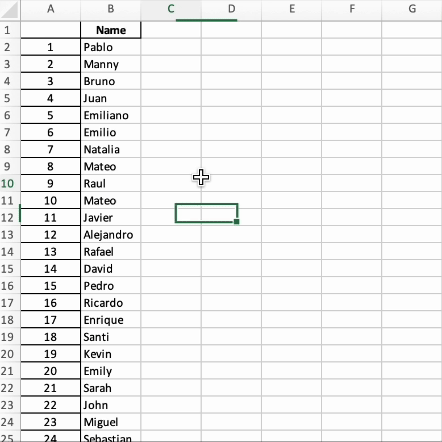 A B C D E F G
1 Name
2 1 Pablo
3 2 Manny
4 3 Bruno
5 4 Juan
6 5 Emiliano
7 6 Emilio
8 7 Natalia
9 8 Mateo
10 9 Raul
11 10 Mateo
12 11 Javier
13 12 Alejandro
14 13 Rafael
15 14 David
16 15 Pedro
17 16 Ricardo
18 17 Enrique
19 18 Santi
20 19 Kevin
21 20 Emily
22 21 Sarah
23 22 John
24 23 Miguel
25 24 Sebastian